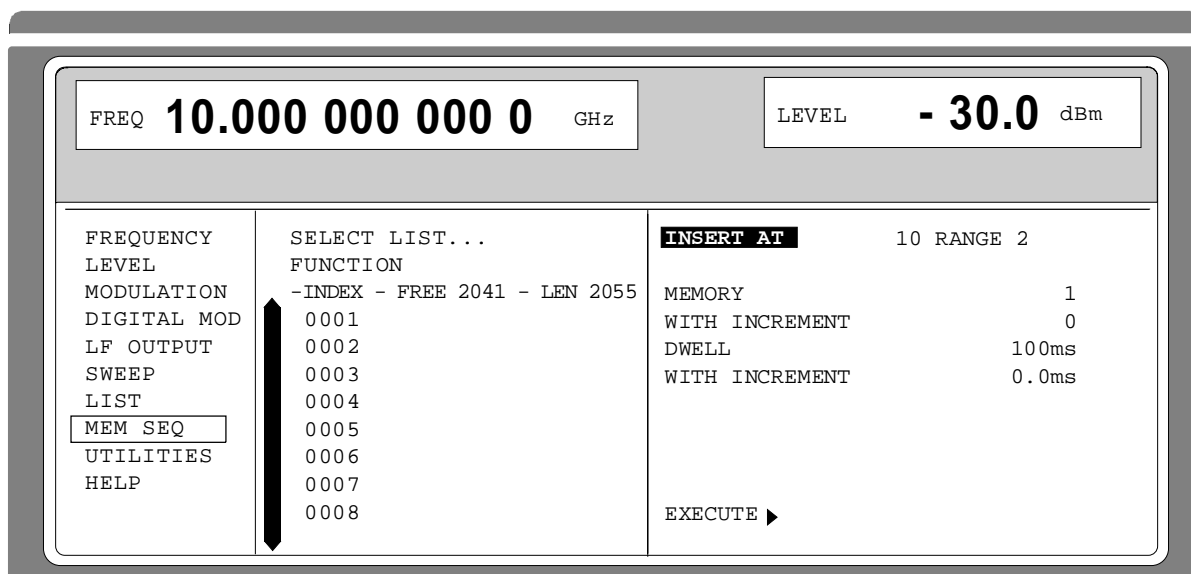 FREQ 10.000 000 000 0 GHz
LEVEL - 30.0 dBm
FREQUENCY
LEVEL
MODULATION
DIGITAL MOD
LF OUTPUT
SWEEP
LIST
MEM SEQ
UTILITIES
HELP
SELECT LIST...
FUNCTION
-INDEX - FREE 2041 - LEN 2055
0001
0002
0003
0004
0005
0006
0007
0008
INSERT AT 10 RANGE 2
MEMORY 1
WITH INCREMENT 0
DWELL 100ms
WITH INCREMENT 0.0ms
EXECUTE